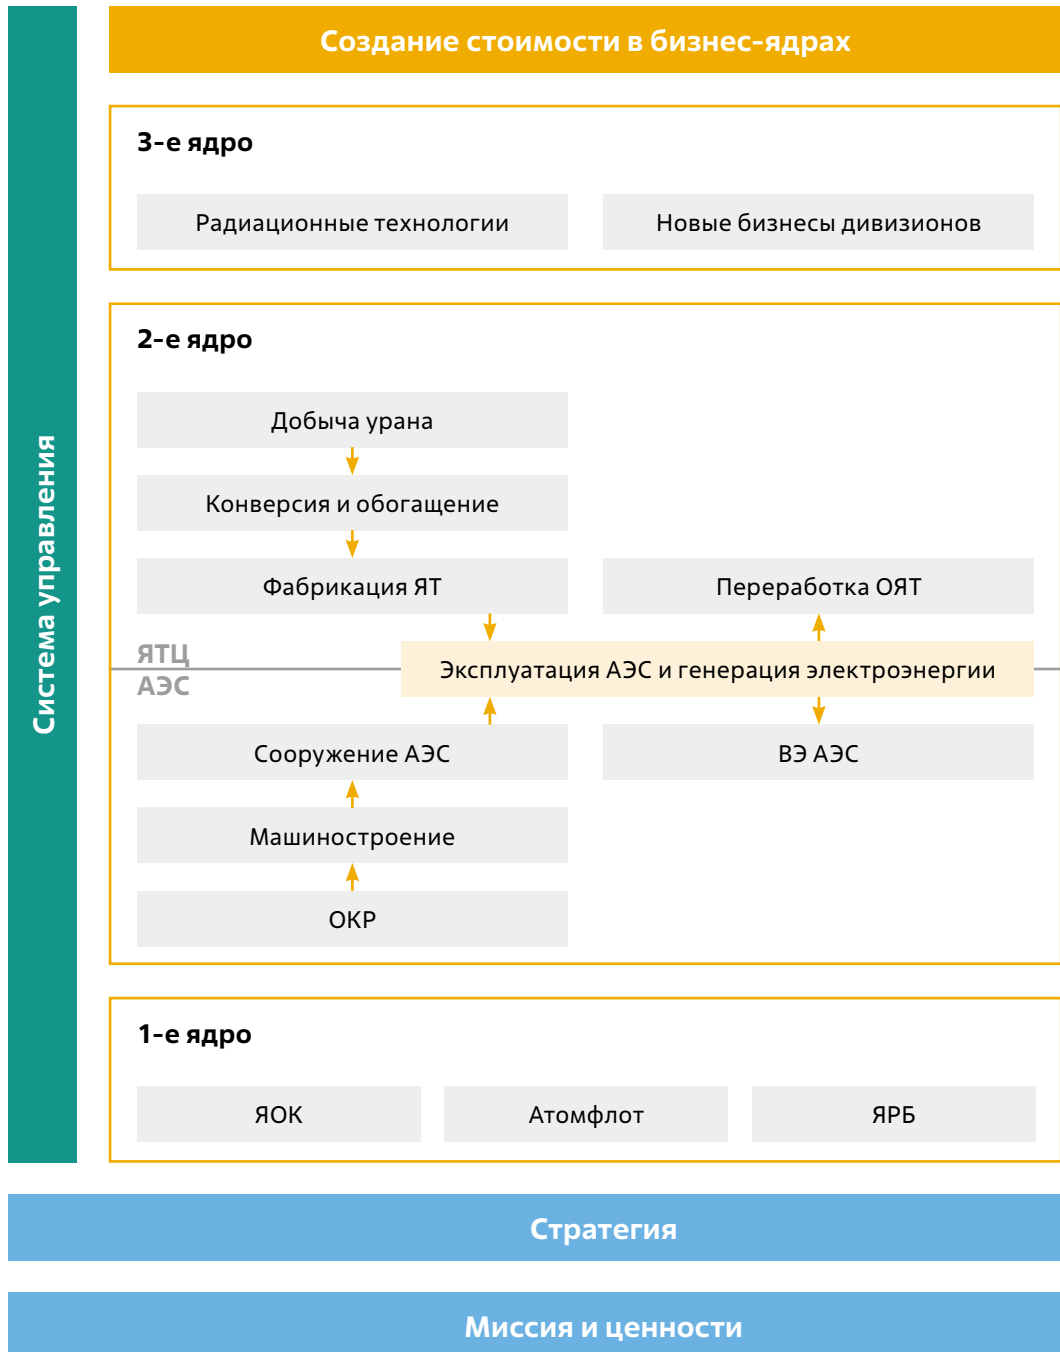 Создание стоимости в бизнес-ядрах
Система управления
3-е ядро
Радиационные технологии
Новые бизнесы дивизионов
2-е ядро
Добыча урана
Конверсия и обогащение
Фабрикация ЯТ
Переработка ОЯТ
ЯТЦ
Эксплуатация АЭС и генерация электроэнергии
АЭС
Сооружение АЭС
ВЭ АЭС
Машиностроение
ОКР
1-е ядро
ЯОК
Атомфлот
ЯРБ
Стратегия
Миссия и ценности